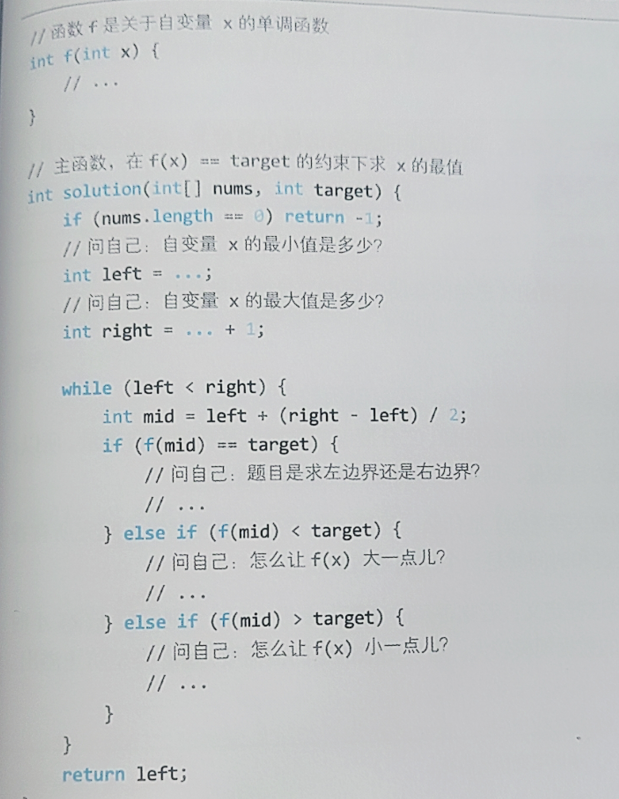 // 函数 f 是关于自变量 x 的单调函数
int f(int x) {
// ...
}
// 主函数，在 f(x) == target 的约束下求 x 的最值
int solution(int[] nums, int target) {
if (nums.length == 0) return -1;
// 问自己：自变量 x 的最小值是多少？
int left = ...;
// 问自己：自变量 x 的最大值是多少？
int right = ... + 1;
while (left < right) {
int mid = left + (right - left) / 2;
if (f(mid) == target) {
// 问自己：题目是求左边界还是右边界？
// ...
} else if (f(mid) < target) {
// 问自己：怎么让 f(x) 大一点儿？
// ...
} else if (f(mid) > target) {
// 问自己：怎么让 f(x) 小一点儿？
// ...
}
}
return left;